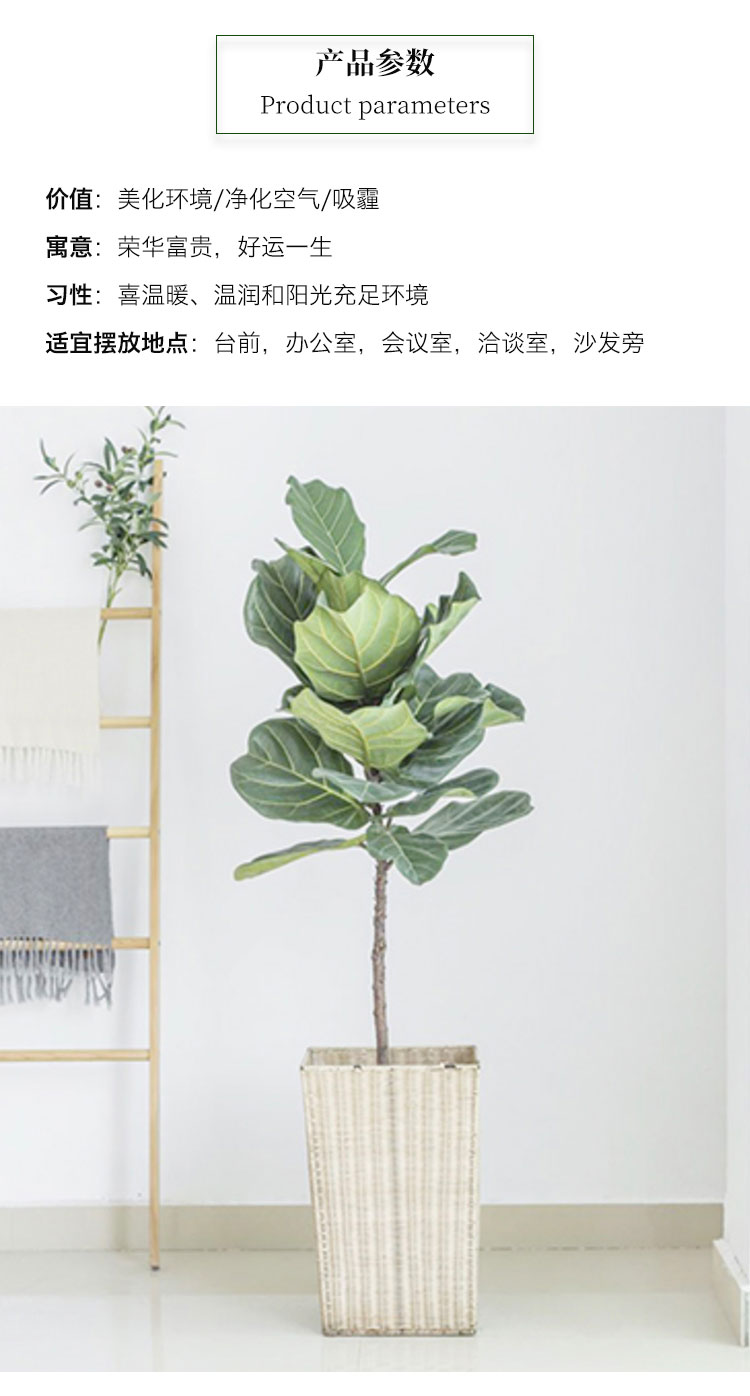 产品参数
Product parameters
价值：美化环境/净化空气/吸霾
寓意：荣华富贵，好运一生
习性：喜温暖、温润和阳光充足环境
适宜摆放地点：台前，办公室，会议室，洽谈室，沙发旁